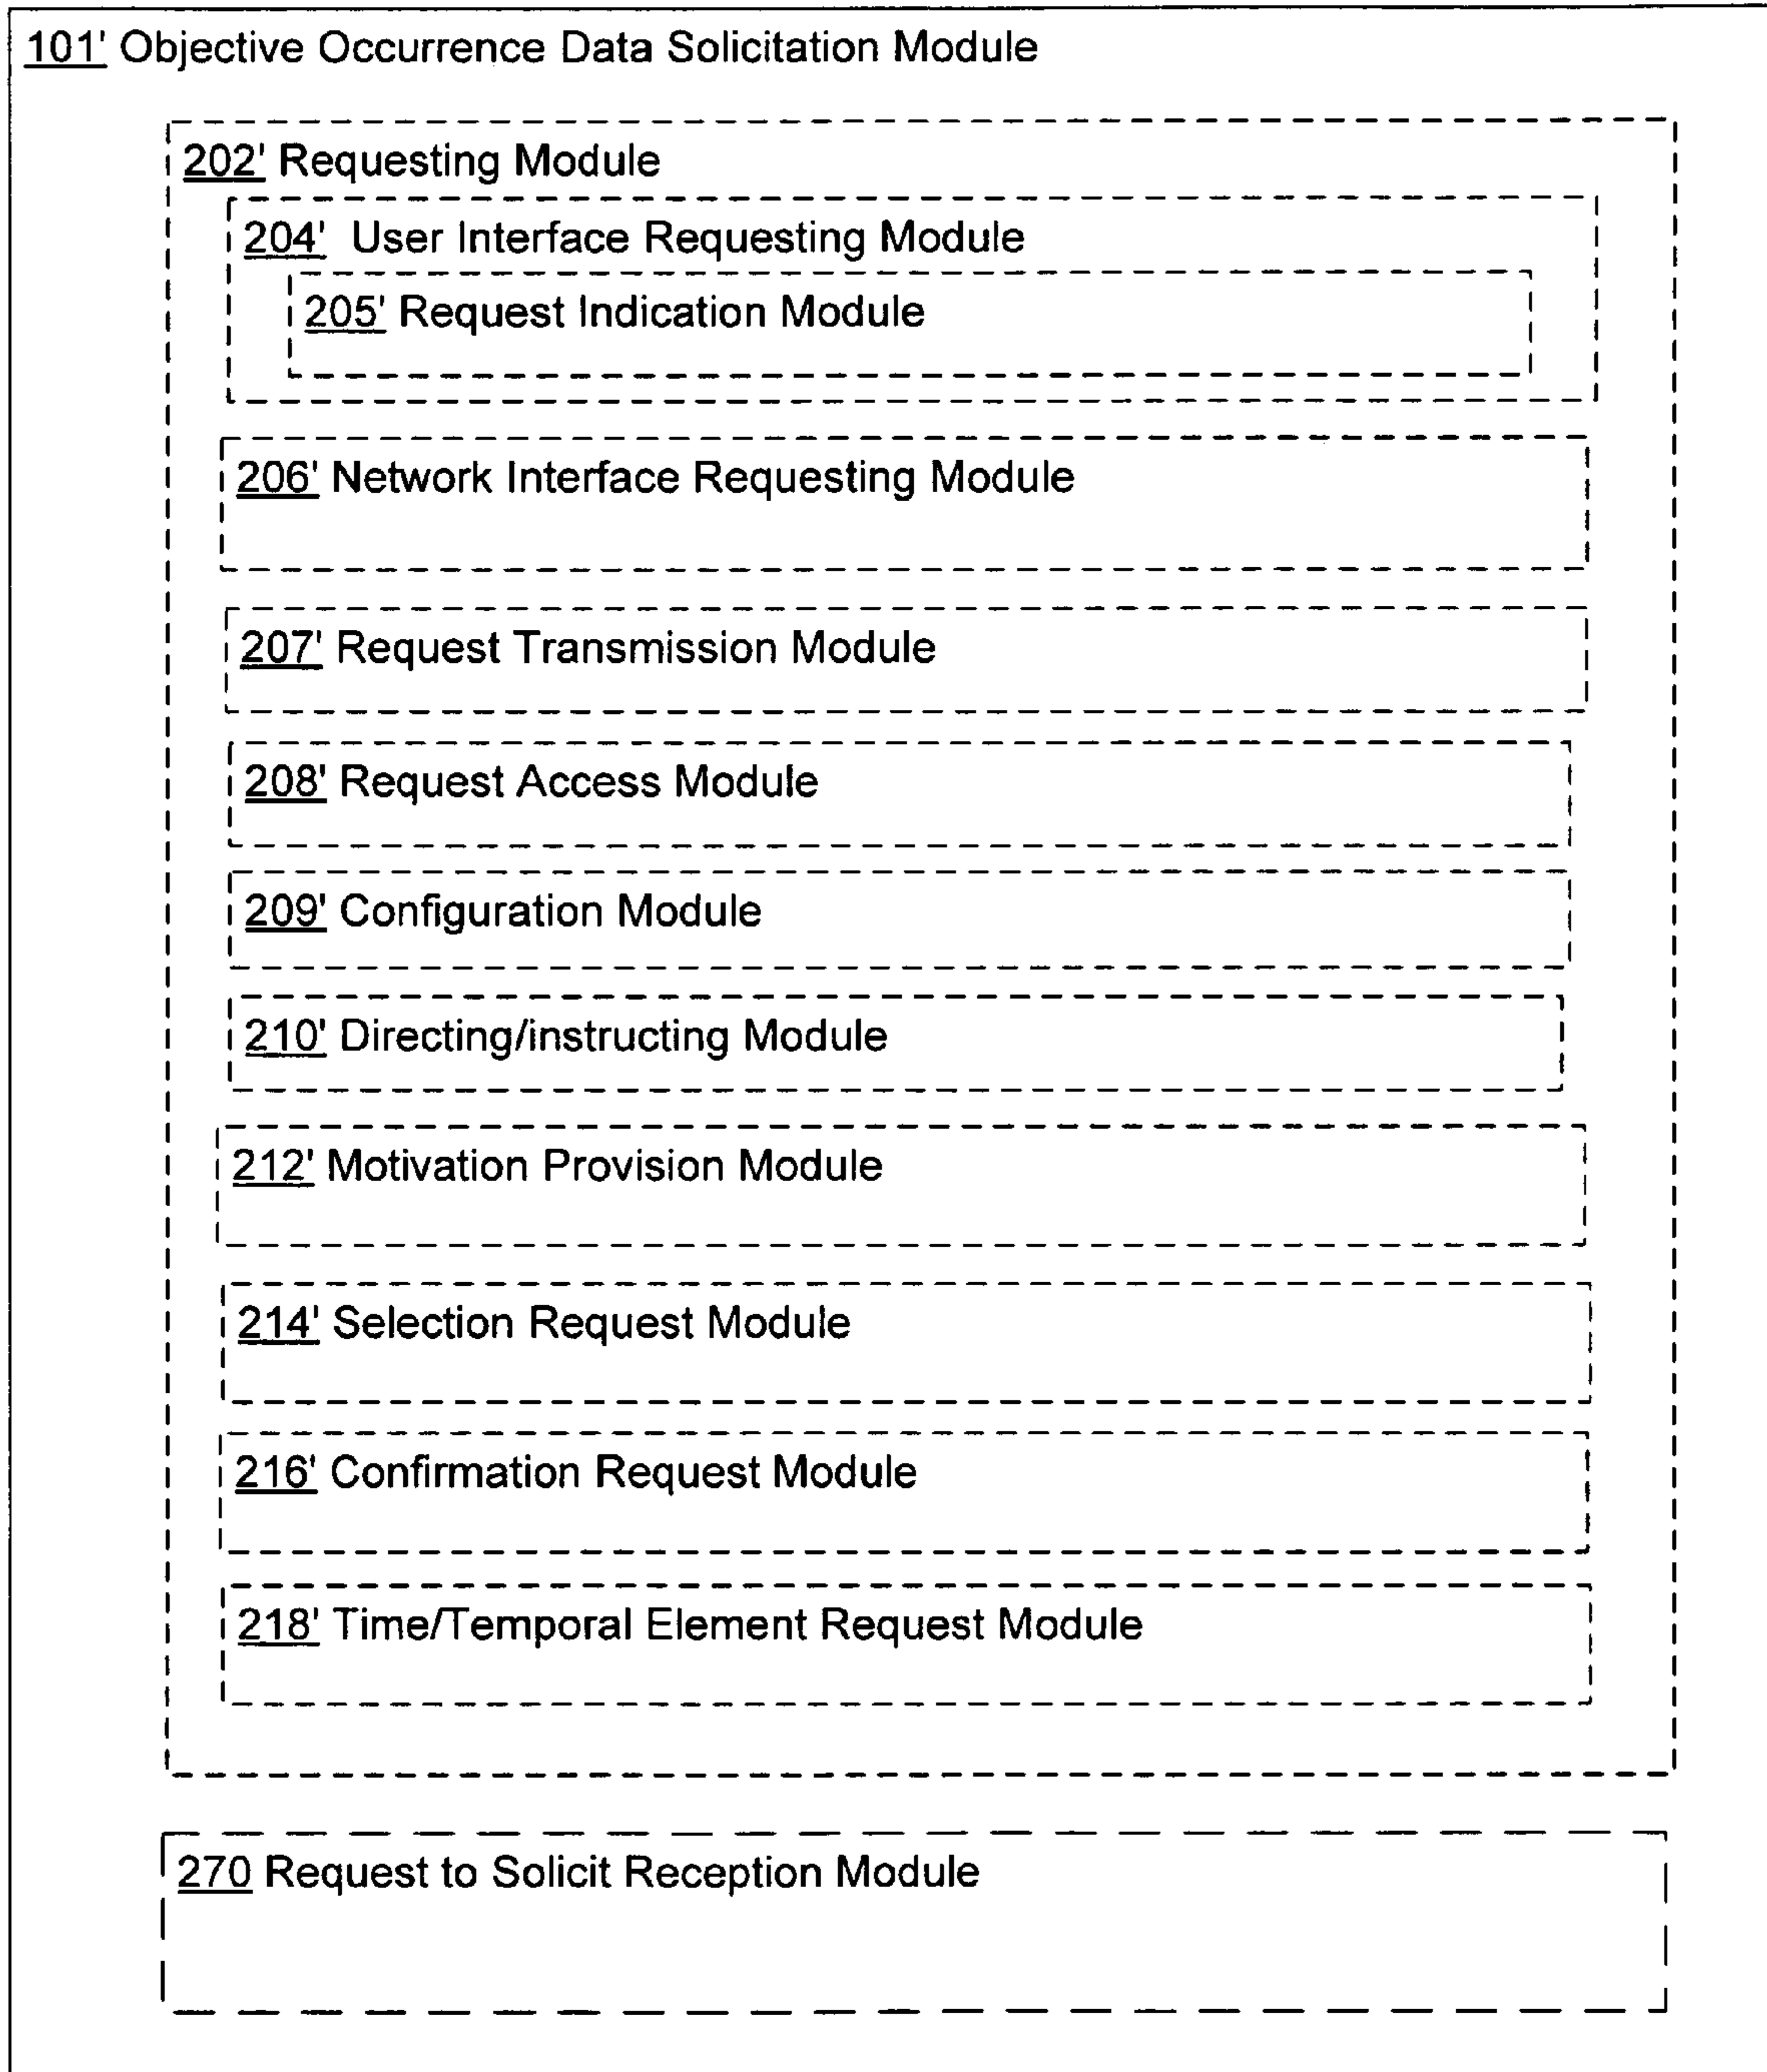 101' Objective Occurrence Data Solicitation Module
202' Requesting Module
204' User Interface Requesting Module
205' Request Indication Module
206' Network Interface Requesting Module
207' Request Transmission Module
208' Request Access Module
209' Configuration Module
210' Directing/instructing Module
212' Motivation Provision Module
214' Selection Request Module
216' Confirmation Request Module
218' Time/Temporal Element Request Module
270 Request to Solicit Reception Module